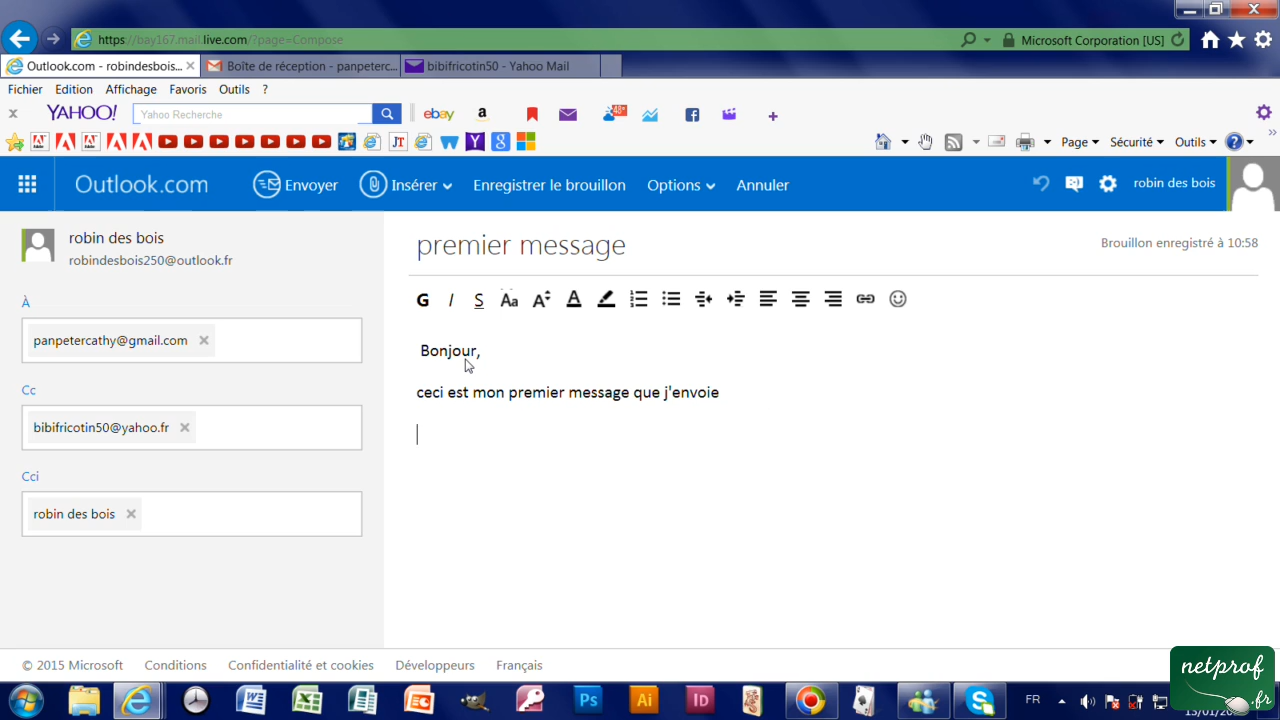 https://bay167.mail.live.com/?page=Compose
Microsoft Corporation [US]
Outlook.com - robindesbois...
Boîte de réception - panpeterc...
bibifricotin50 - Yahoo Mail
Fichier Edition Affichage Favoris Outils ?
YAHOO! Yahoo Recherche ebay a
Page Sécurité Outils
Outlook.com Envoyer Insérer Enregistrer le brouillon Options Annuler robin des bois
robin des bois
robindesbois250@outlook.fr
premier message
Brouillon enregistré à 10:58
À
panpetercathy@gmail.com
Cc
bibifricotin50@yahoo.fr
Cci
robin des bois
G I S Aa A A
Bonjour,
ceci est mon premier message que j'envoie
© 2015 Microsoft Conditions Confidentialité et cookies Développeurs Français
Ps Ai ID FR
netprof
.fr